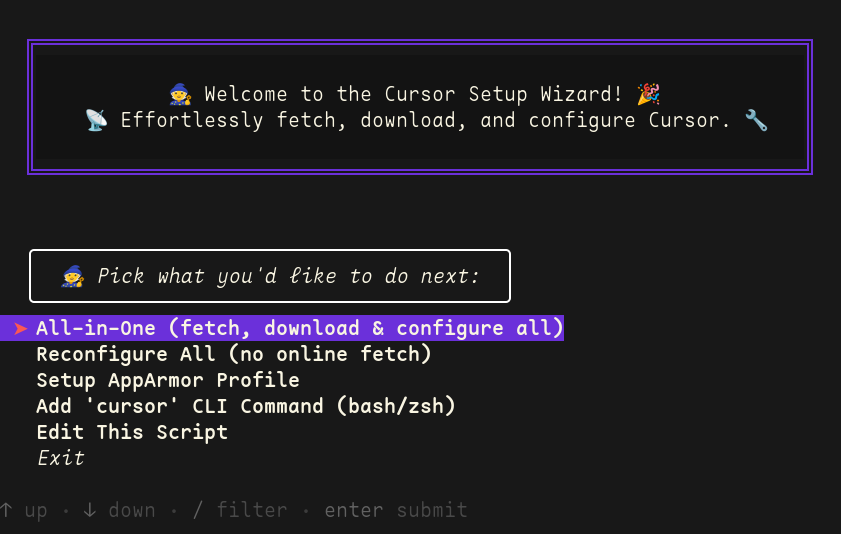 🧙 Welcome to the Cursor Setup Wizard! 🎉
📡 Effortlessly fetch, download, and configure Cursor. 🔧
🧙 Pick what you'd like to do next:
➤ All-in-One (fetch, download & configure all)
Reconfigure All (no online fetch)
Setup AppArmor Profile
Add 'cursor' CLI Command (bash/zsh)
Edit This Script
Exit
↑ up • ↓ down • / filter • enter submit